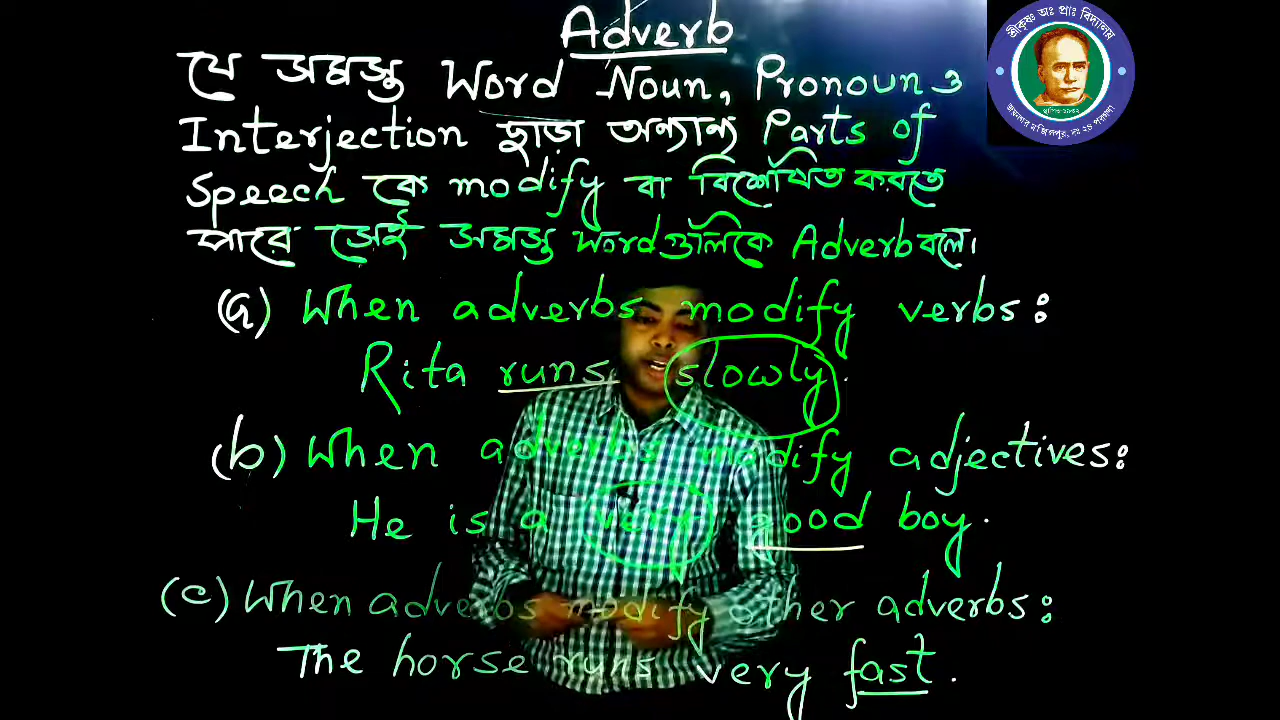 Adverb
যে সমস্ত Word Noun, Pronoun ও
Interjection ছাড়া অন্যান্য Parts of
Speech কে modify বা বিশেষিত করতে
পারে সেই সমস্ত Word গুলিকে Adverb বলে।
(a) When adverbs modify verbs:
Rita runs slowly.
(b) When adverbs modify adjectives:
He is a very good boy.
(c) When adverbs modify other adverbs:
The horse runs very fast.
শ্রীকৃষ্ণ অঃ প্রাঃ বিদ্যালয়